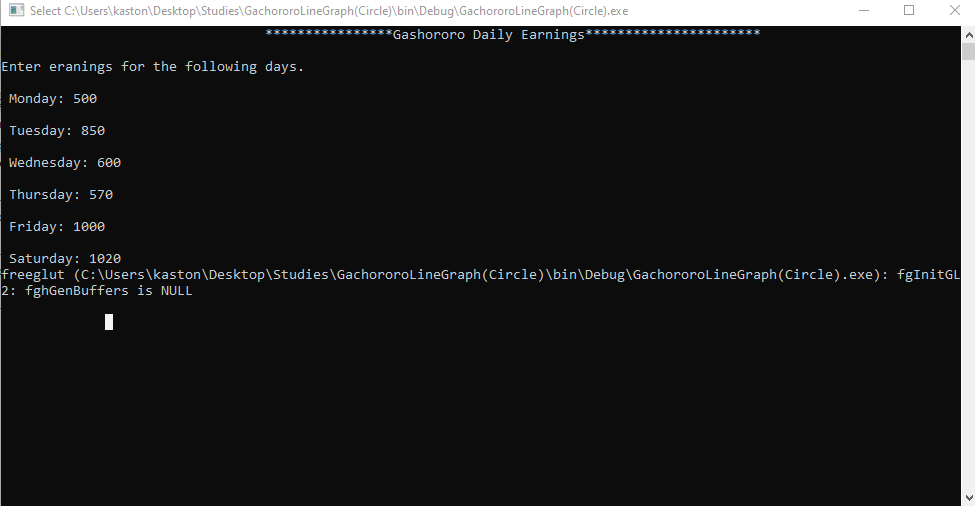 Select C:\Users\kaston\Desktop\Studies\GachororoLineGraph(Circle)\bin\Debug\GachororoLineGraph(Circle).exe
****************Gashororo Daily Earnings**********************
Enter eranings for the following days.
Monday: 500
Tuesday: 850
Wednesday: 600
Thursday: 570
Friday: 1000
Saturday: 1020
freeglut (C:\Users\kaston\Desktop\Studies\GachororoLineGraph(Circle)\bin\Debug\GachororoLineGraph(Circle).exe): fgInitGL
2: fghGenBuffers is NULL